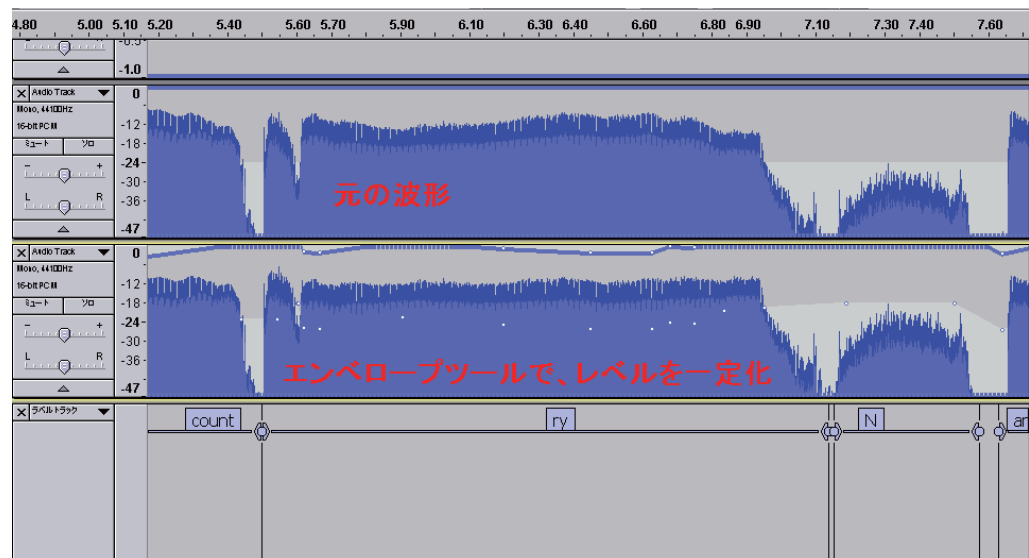 4.80 5.00 5.10 5.20 5.40 5.60 5.70 5.90 6.10 6.30 6.40 6.60 6.80 6.90 7.10 7.30 7.40 7.60
-0.5
-1.0
Audio Track
Mono, 44100Hz
16-bit PCM
ミュート ソロ
- +
L R
0
-12
-18
-24
-30
-36
-47
元の波形
Audio Track
Mono, 44100Hz
16-bit PCM
ミュート ソロ
- +
L R
0
-12
-18
-24
-30
-36
-47
エンベロープツールで、レベルを一定化
ラベルトラック
count ry N ar